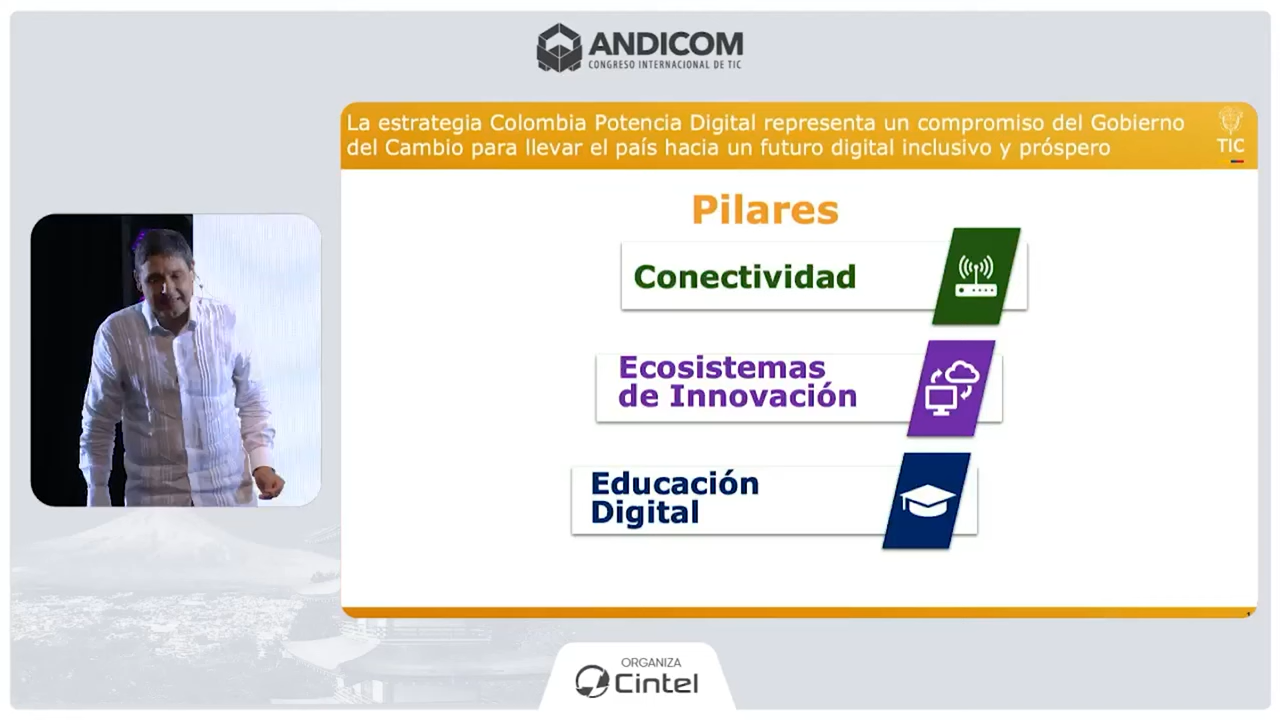 ANDICOM
CONGRESO INTERNACIONAL DE TIC
La estrategia Colombia Potencia Digital representa un compromiso del Gobierno
del Cambio para llevar el país hacia un futuro digital inclusivo y próspero
TIC
Pilares
Conectividad
Ecosistemas
de Innovación
Educación
Digital
ORGANIZA
Cintel